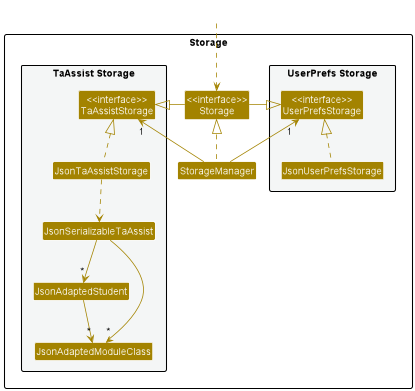 Storage
TaAssist Storage
UserPrefs Storage
<<interface>>
TaAssistStorage
<<interface>>
Storage
<<interface>>
UserPrefsStorage
1
1
JsonTaAssistStorage
StorageManager
JsonUserPrefsStorage
JsonSerializableTaAssist
*
JsonAdaptedStudent
*
*
JsonAdaptedModuleClass